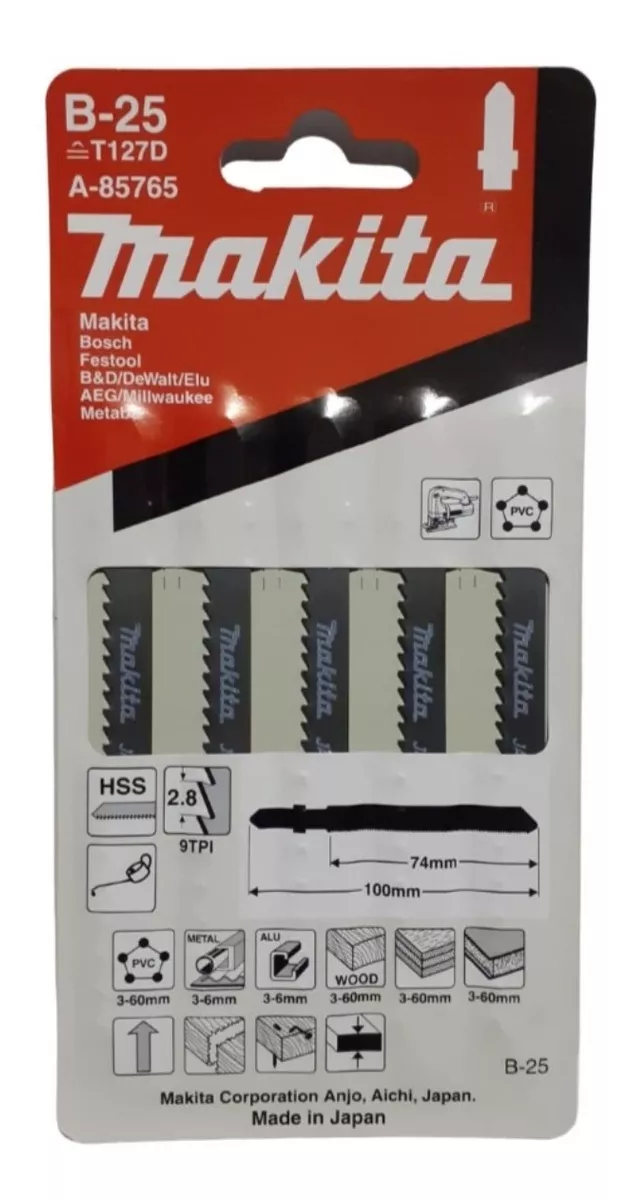 B-25
≙T127D
A-85765
makita
R
Makita
Bosch
Festool
B&D/DeWalt/Elu
AEG/Millwaukee
Metabo
PVC
makita
makita
makita
makita
makita
HSS
2.8
9TPI
74mm
100mm
PVC
METAL
ALU
WOOD
3-60mm
3-6mm
3-6mm
3-60mm
3-60mm
3-60mm
B-25
Makita Corporation Anjo, Aichi, Japan.
Made in Japan